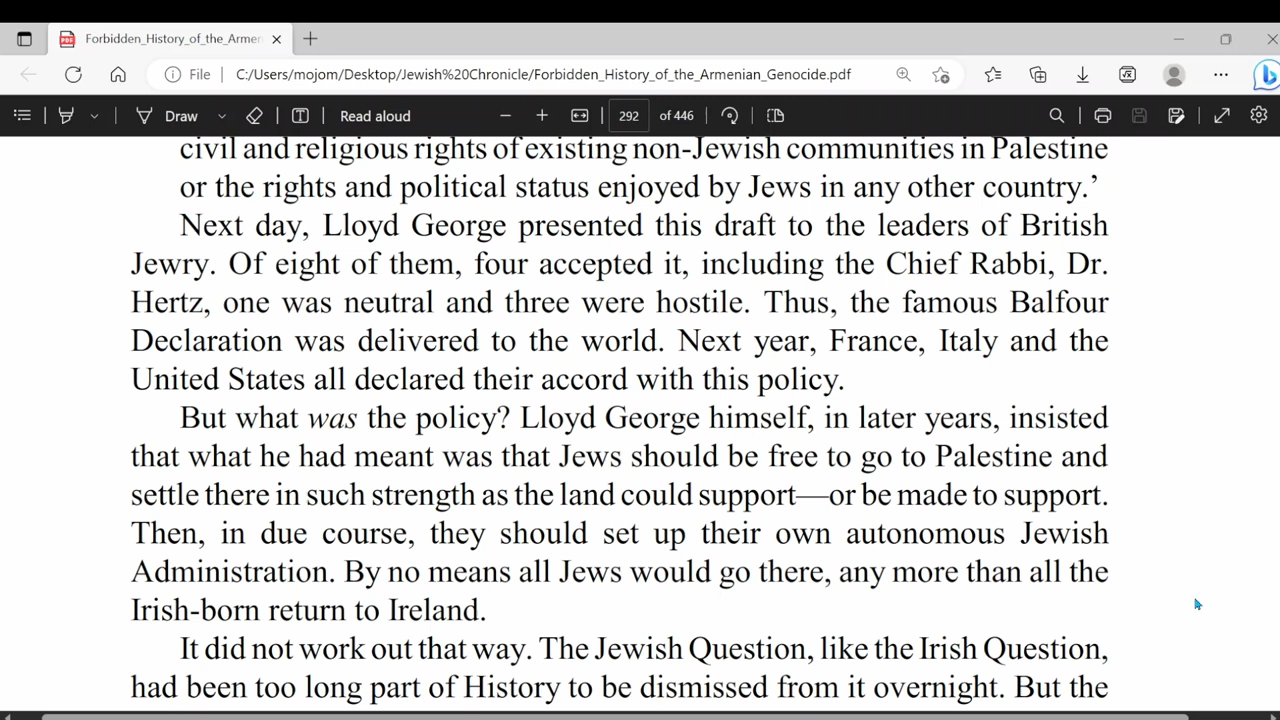 Forbidden_History_of_the_Armen
File
C:/Users/mojom/Desktop/Jewish%20Chronicle/Forbidden_History_of_the_Armenian_Genocide.pdf
Draw
Read aloud
292 of 446
civil and religious rights of existing non-Jewish communities in Palestine
or the rights and political status enjoyed by Jews in any other country.’
Next day, Lloyd George presented this draft to the leaders of British
Jewry. Of eight of them, four accepted it, including the Chief Rabbi, Dr.
Hertz, one was neutral and three were hostile. Thus, the famous Balfour
Declaration was delivered to the world. Next year, France, Italy and the
United States all declared their accord with this policy.
But what was the policy? Lloyd George himself, in later years, insisted
that what he had meant was that Jews should be free to go to Palestine and
settle there in such strength as the land could support—or be made to support.
Then, in due course, they should set up their own autonomous Jewish
Administration. By no means all Jews would go there, any more than all the
Irish-born return to Ireland.
It did not work out that way. The Jewish Question, like the Irish Question,
had been too long part of History to be dismissed from it overnight. But the